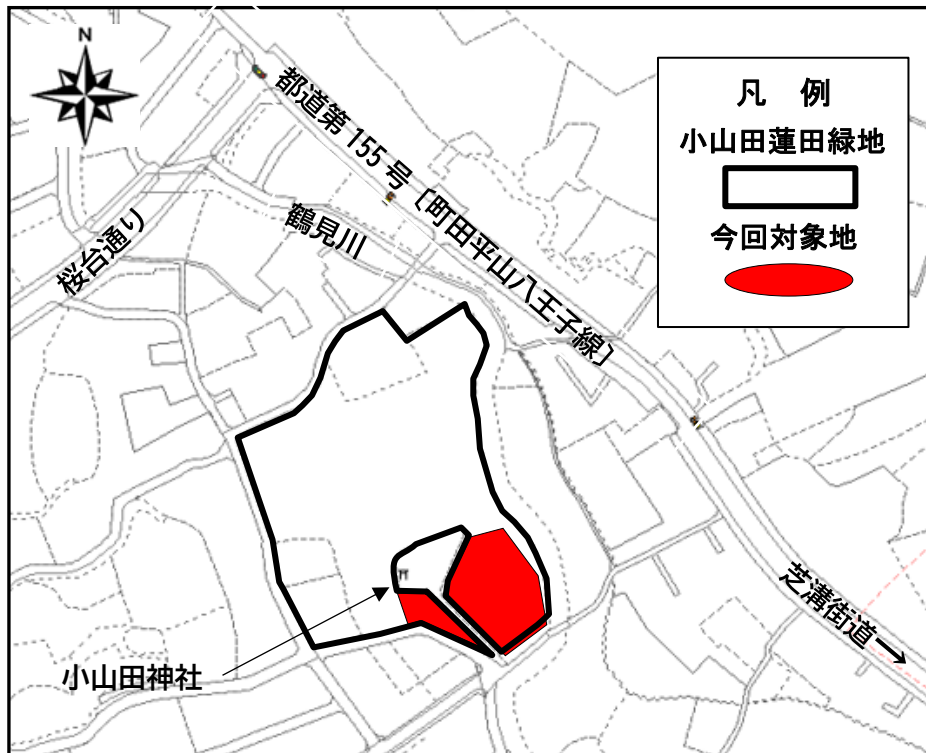 N
都道第155号〔町田平山八王子線〕
鶴見川
桜台通り
凡 例
小山田蓮田緑地
今回対象地
芝溝街道→
小山田神社